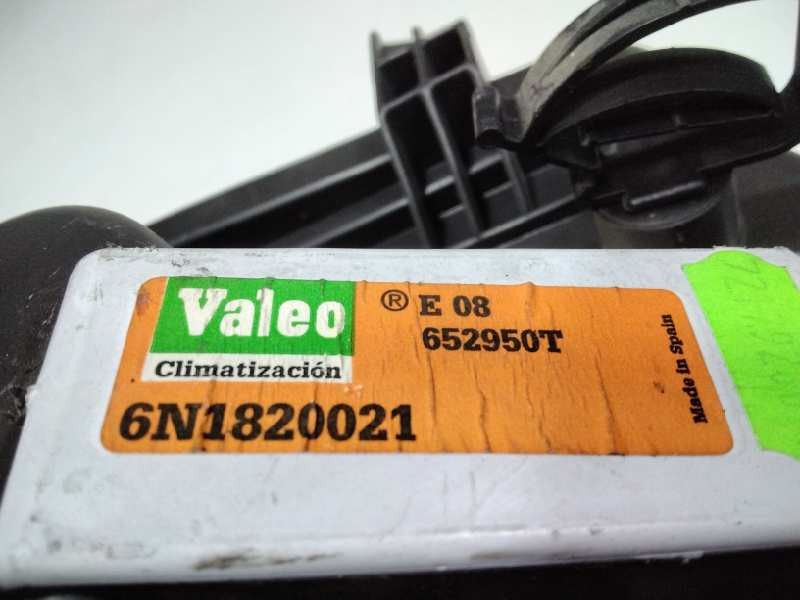 Valeo
Climatización
® E 08
652950T
6N1820021
Made in Spain